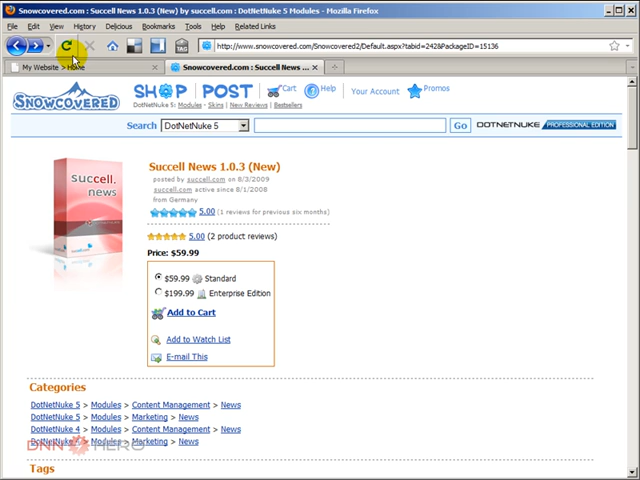 Snowcovered.com : Succell News 1.0.3 (New) by succell.com : DotNetNuke 5 Modules - Mozilla Firefox
File Edit View History Delicious Bookmarks Tools Help Related Links
http://www.snowcovered.com/Snowcovered2/Default.aspx?tabid=242&PackageID=15136
TAG
My Website > Home
Snowcovered.com : Succell News ...
SNOWCOVERED
SHOP POST Cart Help Your Account Promos
DotNetNuke 5: Modules - Skins | New Reviews | Bestsellers
Search DotNetNuke 5 Go DOTNETNUKE PROFESSIONAL EDITION
succell.
news
Succell News 1.0.3 (New)
posted by succell.com on 8/3/2009
succell.com active since 8/1/2008
from Germany
5.00 (1 reviews for previous six months)
5.00 (2 product reviews)
Price: $59.99
$59.99 Standard
$199.99 Enterprise Edition
Add to Cart
Add to Watch List
E-mail This
Categories
DotNetNuke 5 > Modules > Content Management > News
DotNetNuke 5 > Modules > Marketing > News
DotNetNuke 4 > Modules > Content Management > News
DotNetNuke 4 > Modules > Marketing > News
DNN HERO
Tags